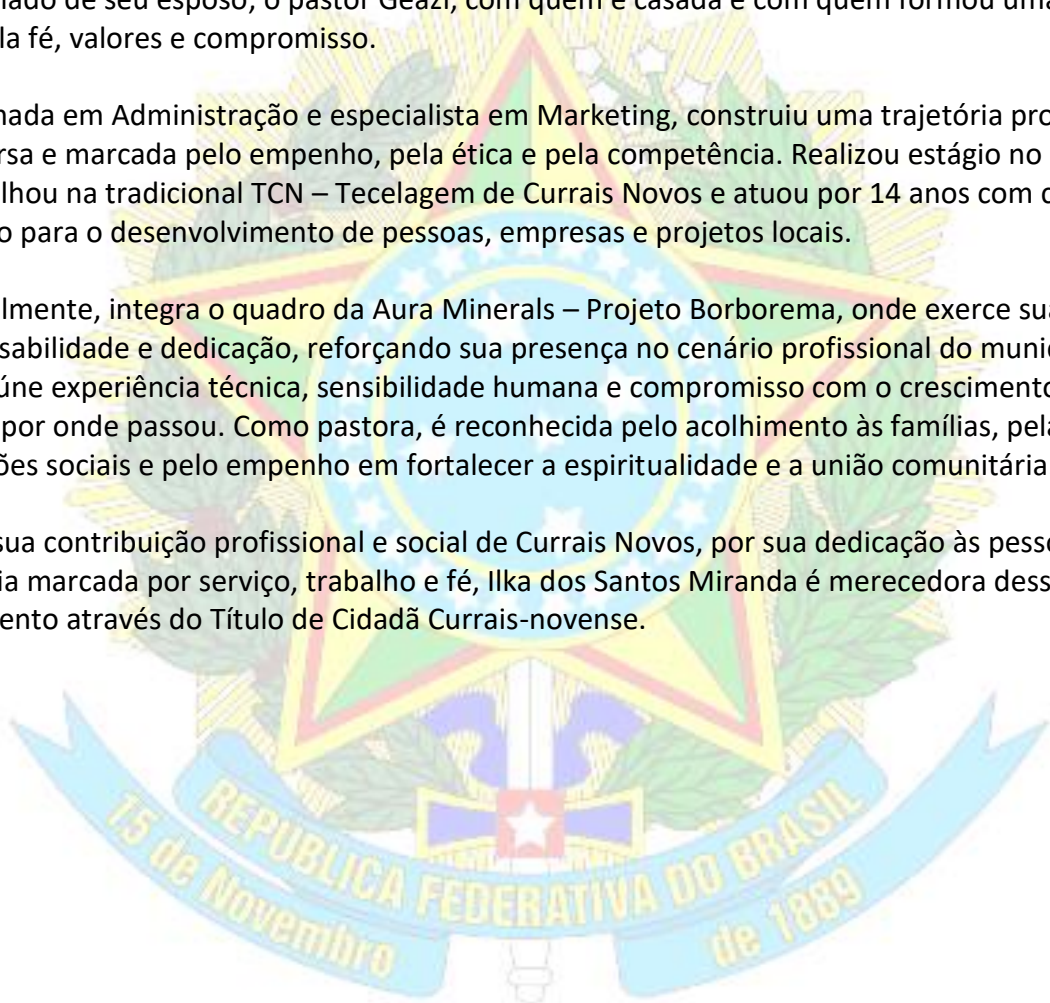 mado de seu esposo, o pastor Geazi, com quem é casada e com quem formou uma
la fé, valores e compromisso.
nada em Administração e especialista em Marketing, construiu uma trajetória pro
rsa e marcada pelo empenho, pela ética e pela competência. Realizou estágio no
lhou na tradicional TCN – Tecelagem de Currais Novos e atuou por 14 anos com c
o para o desenvolvimento de pessoas, empresas e projetos locais.
lmente, integra o quadro da Aura Minerals – Projeto Borborema, onde exerce sua
sabilidade e dedicação, reforçando sua presença no cenário profissional do munic
úne experiência técnica, sensibilidade humana e compromisso com o crescimento
por onde passou. Como pastora, é reconhecida pelo acolhimento às famílias, pela
ões sociais e pelo empenho em fortalecer a espiritualidade e a união comunitária
sua contribuição profissional e social de Currais Novos, por sua dedicação às pess
ia marcada por serviço, trabalho e fé, Ilka dos Santos Miranda é merecedora dess
ento através do Título de Cidadã Currais-novense.
REPUBLICA FEDERATIVA DO BRASIL
15 de Novembro de 1889